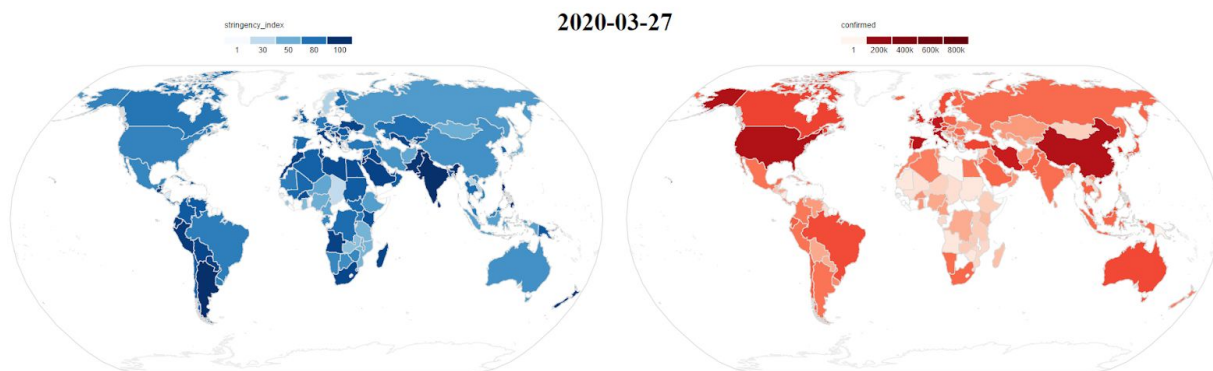 2020-03-27
stringency_index
1 30 50 80 100
confirmed
1 200k 400k 600k 800k